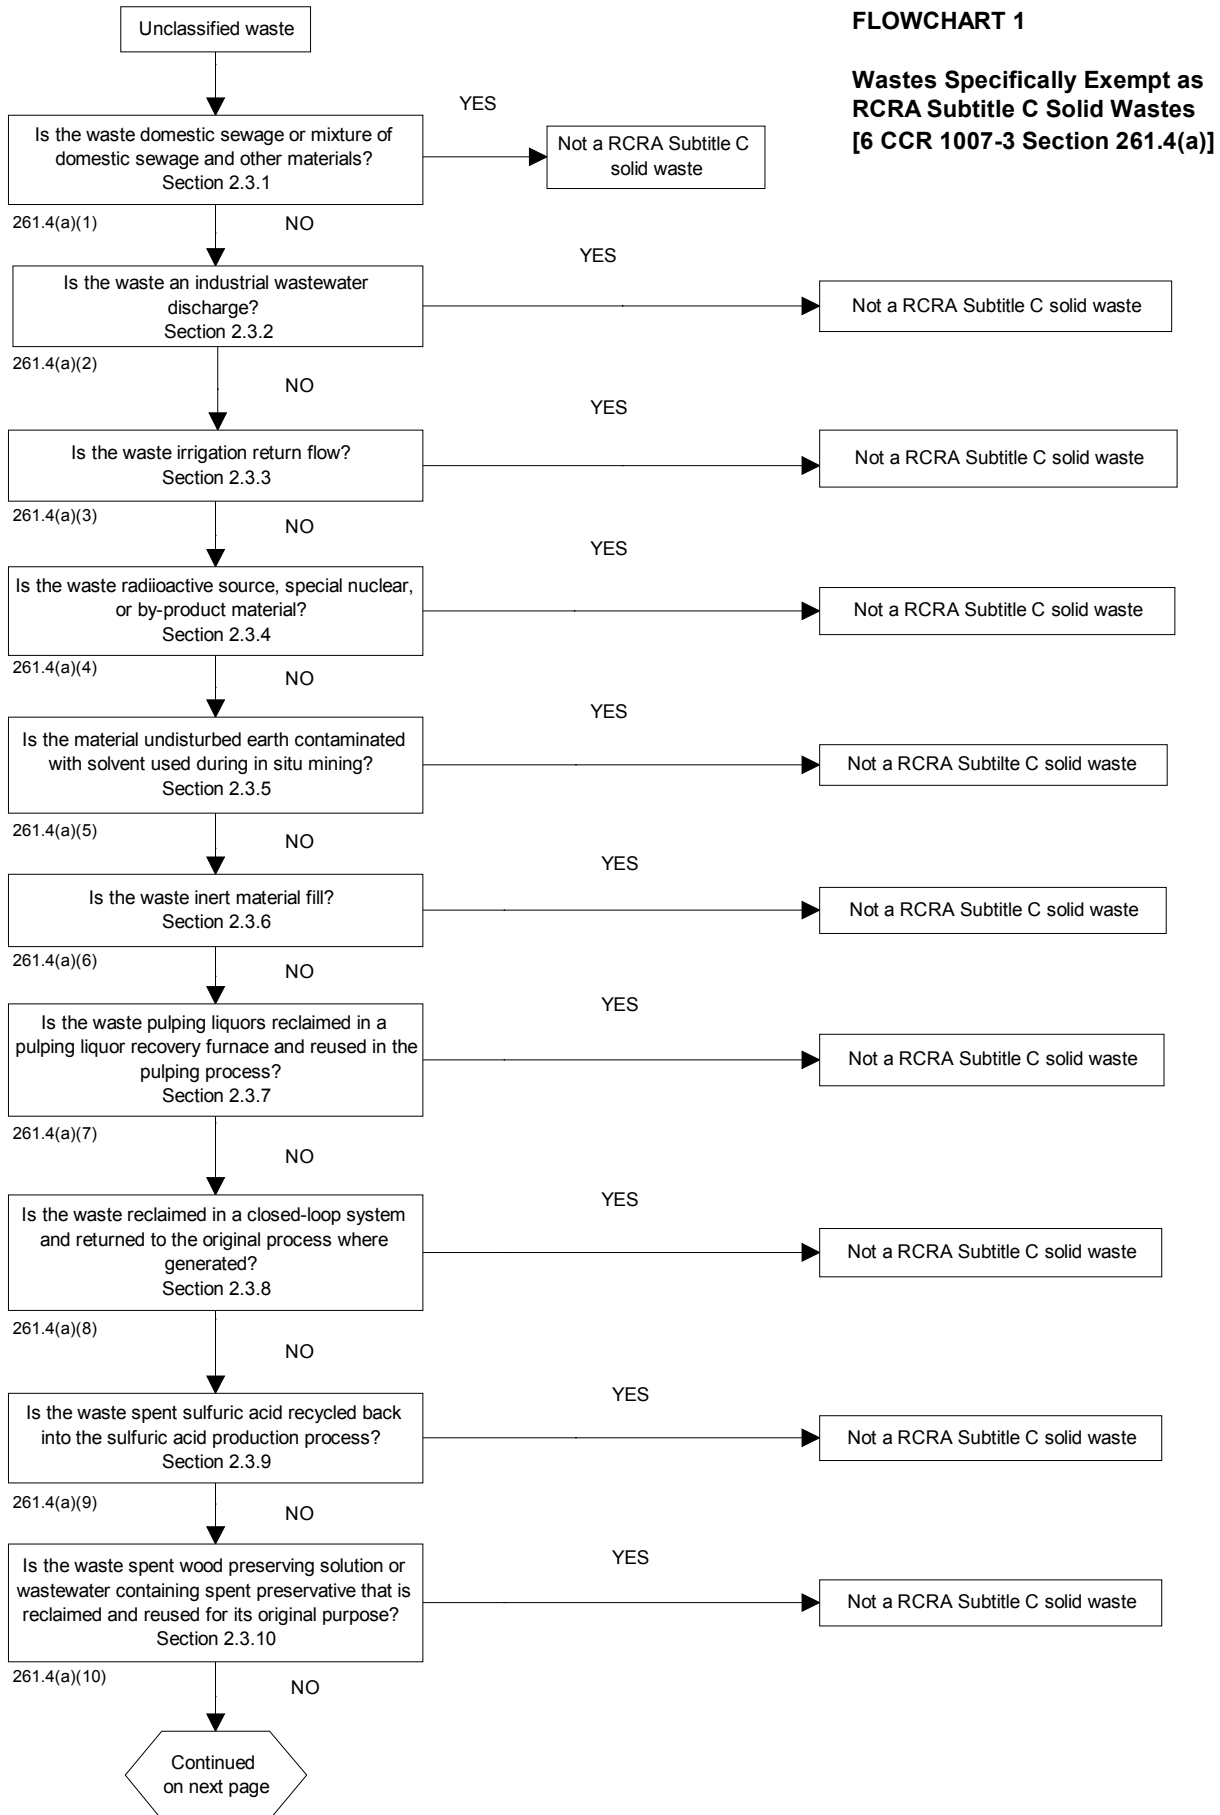 FLOWCHART 1
Wastes Specifically Exempt as
RCRA Subtitle C Solid Wastes
[6 CCR 1007-3 Section 261.4(a)]
Unclassified waste
Is the waste domestic sewage or mixture of
domestic sewage and other materials?
Section 2.3.1
YES
Not a RCRA Subtitle C
solid waste
261.4(a)(1)
NO
Is the waste an industrial wastewater
discharge?
Section 2.3.2
YES
Not a RCRA Subtitle C solid waste
261.4(a)(2)
NO
Is the waste irrigation return flow?
Section 2.3.3
YES
Not a RCRA Subtitle C solid waste
261.4(a)(3)
NO
Is the waste radiioactive source, special nuclear,
or by-product material?
Section 2.3.4
YES
Not a RCRA Subtitle C solid waste
261.4(a)(4)
NO
Is the material undisturbed earth contaminated
with solvent used during in situ mining?
Section 2.3.5
YES
Not a RCRA Subtilte C solid waste
261.4(a)(5)
NO
Is the waste inert material fill?
Section 2.3.6
YES
Not a RCRA Subtitle C solid waste
261.4(a)(6)
NO
Is the waste pulping liquors reclaimed in a
pulping liquor recovery furnace and reused in the
pulping process?
Section 2.3.7
YES
Not a RCRA Subtitle C solid waste
261.4(a)(7)
NO
Is the waste reclaimed in a closed-loop system
and returned to the original process where
generated?
Section 2.3.8
YES
Not a RCRA Subtitle C solid waste
261.4(a)(8)
NO
Is the waste spent sulfuric acid recycled back
into the sulfuric acid production process?
Section 2.3.9
YES
Not a RCRA Subtitle C solid waste
261.4(a)(9)
NO
Is the waste spent wood preserving solution or
wastewater containing spent preservative that is
reclaimed and reused for its original purpose?
Section 2.3.10
YES
Not a RCRA Subtitle C solid waste
261.4(a)(10)
NO
Continued
on next page